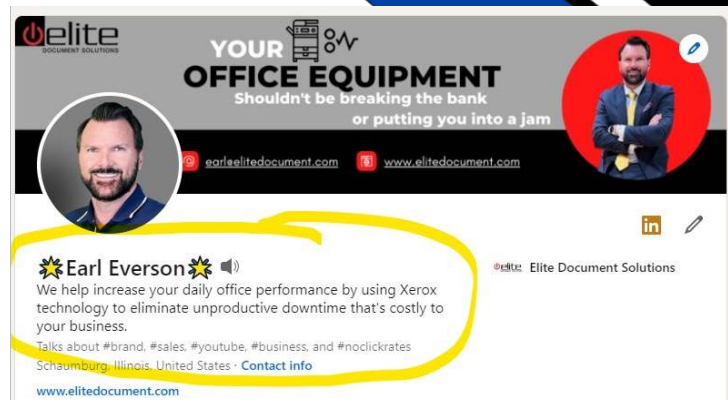 elite
DOCUMENT SOLUTIONS
YOUR
OFFICE EQUIPMENT
Shouldn't be breaking the bank
or putting you into a jam
earl@elitedocument.com
www.elitedocument.com
in
🌟Earl Everson🌟
elite Elite Document Solutions
We help increase your daily office performance by using Xerox
technology to eliminate unproductive downtime that's costly to
your business.
Talks about #brand, #sales, #youtube, #business, and #noclickrates
Schaumburg, Illinois, United States · Contact info
www.elitedocument.com